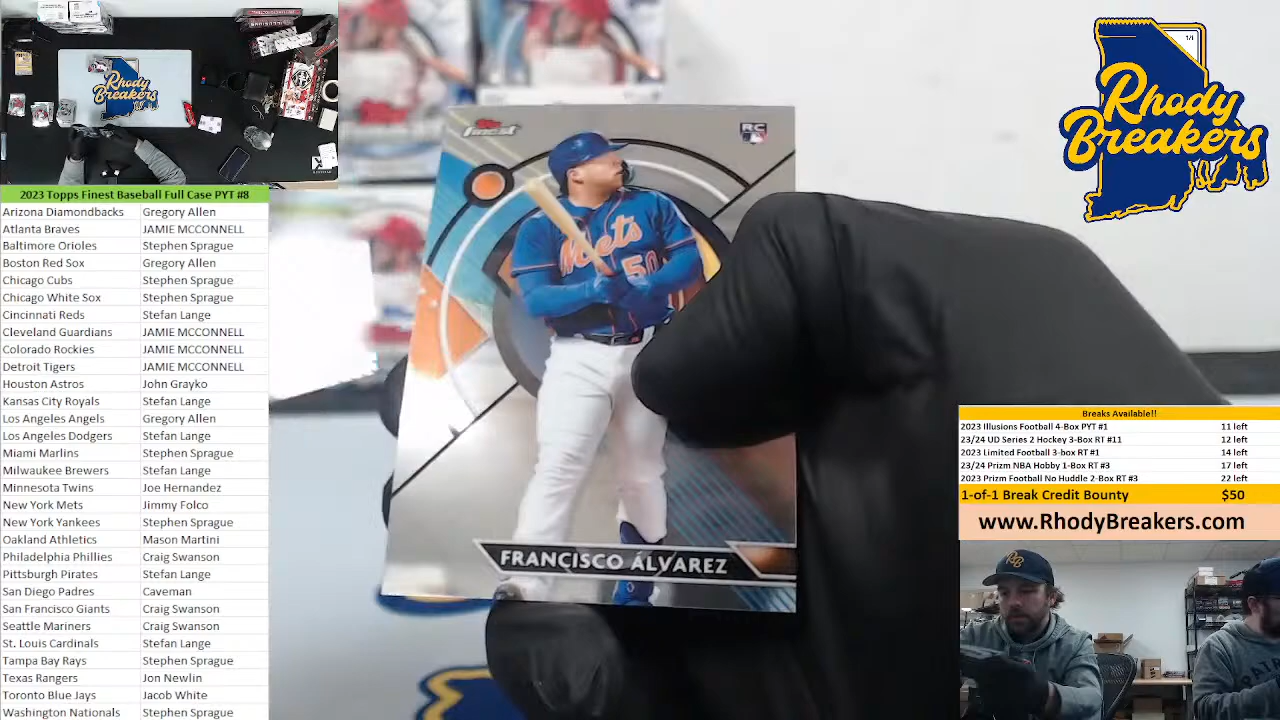 Rhody
Breakers
2023 Topps Finest Baseball Full Case PYT #8
Arizona Diamondbacks Gregory Allen
Atlanta Braves JAMIE MCCONNELL
Baltimore Orioles Stephen Sprague
Boston Red Sox Gregory Allen
Chicago Cubs Stephen Sprague
Chicago White Sox Stephen Sprague
Cincinnati Reds Stefan Lange
Cleveland Guardians JAMIE MCCONNELL
Colorado Rockies JAMIE MCCONNELL
Detroit Tigers JAMIE MCCONNELL
Houston Astros John Grayko
Kansas City Royals Stefan Lange
Los Angeles Angels Gregory Allen
Los Angeles Dodgers Stefan Lange
Miami Marlins Stephen Sprague
Milwaukee Brewers Stefan Lange
Minnesota Twins Joe Hernandez
New York Mets Jimmy Folco
New York Yankees Stephen Sprague
Oakland Athletics Mason Martini
Philadelphia Phillies Craig Swanson
Pittsburgh Pirates Stefan Lange
San Diego Padres Caveman
San Francisco Giants Craig Swanson
Seattle Mariners Craig Swanson
St. Louis Cardinals Stefan Lange
Tampa Bay Rays Stephen Sprague
Texas Rangers Jon Newlin
Toronto Blue Jays Jacob White
Washington Nationals Stephen Sprague
Topps
Finest
RC
Mets
50
FRANCISCO ÁLVAREZ
1/1
Rhody
Breakers
Breaks Available!!
2023 Illusions Football 4-Box PYT #1 11 left
23/24 UD Series 2 Hockey 3-Box RT #11 12 left
2023 Limited Football 3-box RT #1 14 left
23/24 Prizm NBA Hobby 1-Box RT #3 17 left
2023 Prizm Football No Huddle 2-Box RT #3 22 left
1-of-1 Break Credit Bounty $50
www.RhodyBreakers.com
RB